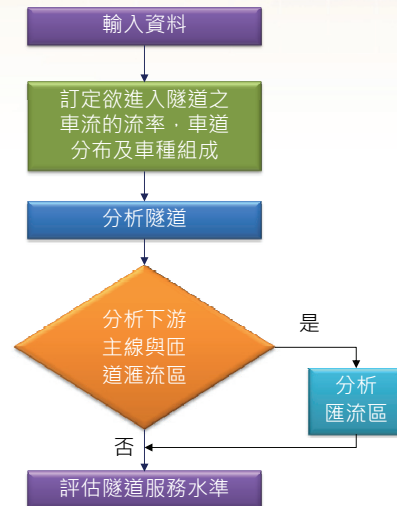 輸入資料
訂定欲進入隧道之
車流的流率，車道
分布及車種組成
分析隧道
分析下游
主線與匝
道滙流區
是
分析
匯流區
否
評估隧道服務水準